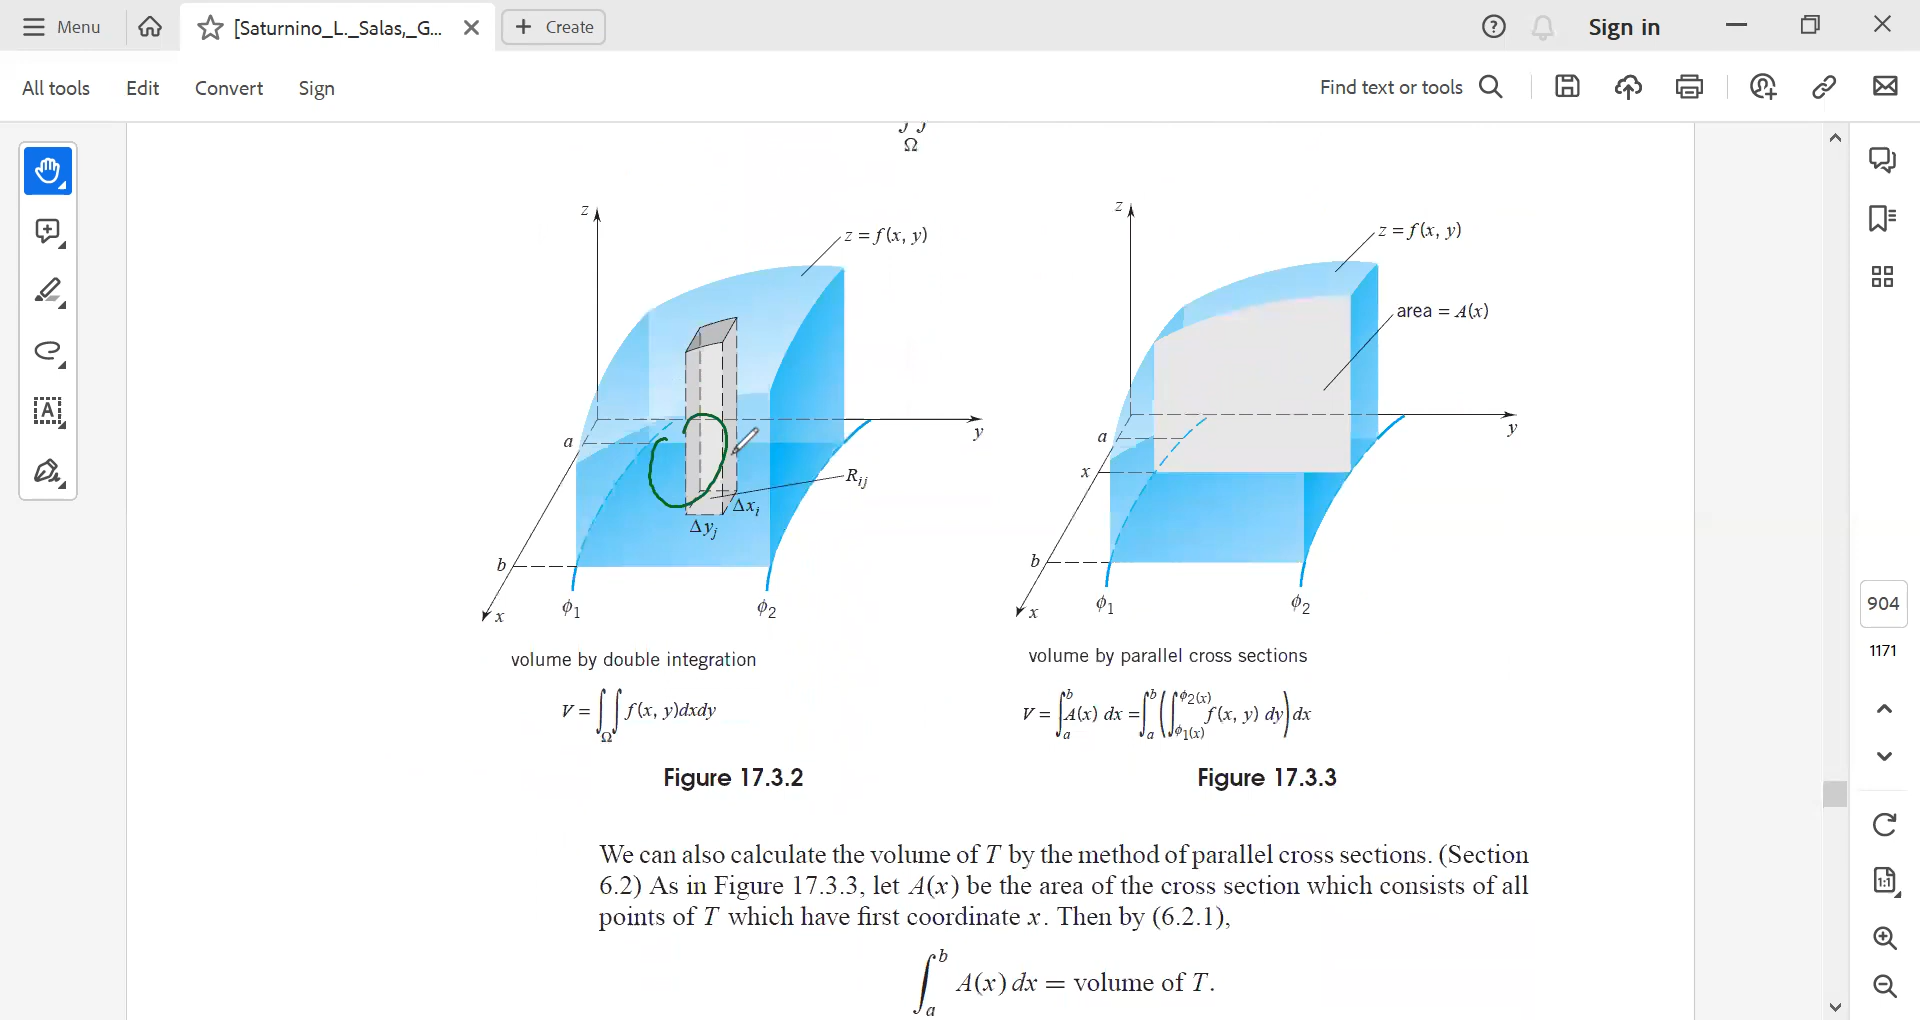 Menu
[Saturnino_L._Salas,_G...
+ Create
Sign in
All tools
Edit
Convert
Sign
Find text or tools
∫∫
Ω
z
z = f(x, y)
a
y
R_ij
Δx_i
Δy_j
b
x
ϕ_1
ϕ_2
volume by double integration
V = ∫∫_Ω f(x, y)dxdy
Figure 17.3.2
z
z = f(x, y)
area = A(x)
a
y
x
b
x
ϕ_1
ϕ_2
volume by parallel cross sections
V = ∫_a^b A(x) dx = ∫_a^b (∫_{ϕ_1(x)}^{ϕ_2(x)} f(x, y) dy) dx
Figure 17.3.3
We can also calculate the volume of T by the method of parallel cross sections. (Section
6.2) As in Figure 17.3.3, let A(x) be the area of the cross section which consists of all
points of T which have first coordinate x. Then by (6.2.1),
∫_a^b A(x) dx = volume of T.
904
1171
1:1